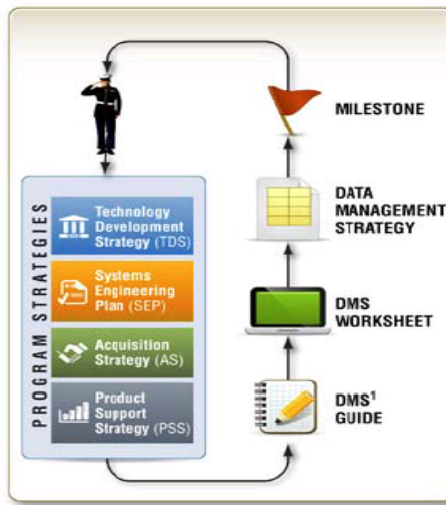 PROGRAM STRATEGIES
Technology
Development
Strategy (TDS)
Systems
Engineering
Plan (SEP)
Acquisition
Strategy (AS)
Product
Support
Strategy (PSS)
MILESTONE
DATA
MANAGEMENT
STRATEGY
DMS
WORKSHEET
DMS¹
GUIDE